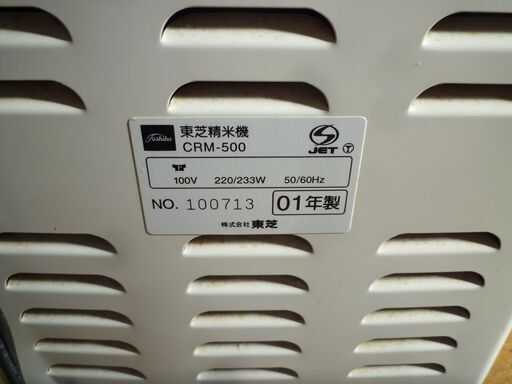 Toshiba 東芝精米機
CRM-500
S JET T
100V 220/233W 50/60Hz
NO. 100713 01年製
株式会社 東芝